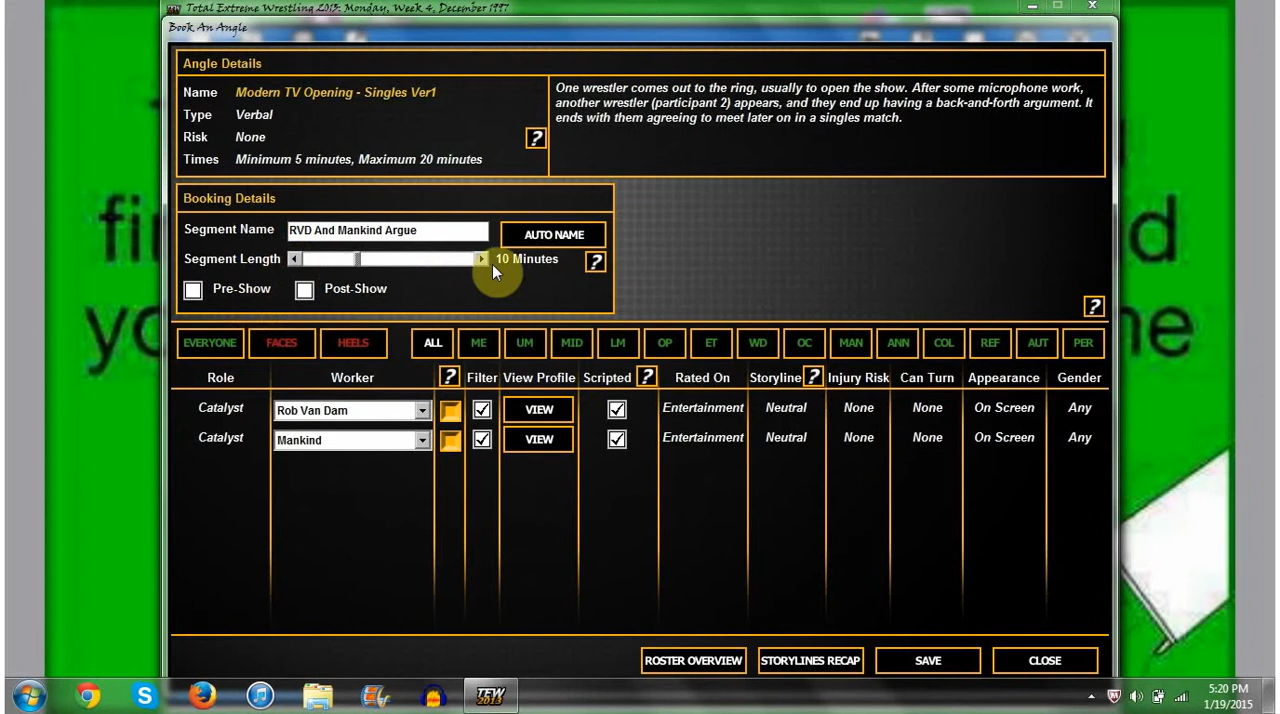 Total Extreme Wrestling 2013: Monday, Week 4, December 1997
Book An Angle
Angle Details
Name Modern TV Opening - Singles Ver1
Type Verbal
Risk None
Times Minimum 5 minutes, Maximum 20 minutes
?
One wrestler comes out to the ring, usually to open the show. After some microphone work,
another wrestler (participant 2) appears, and they end up having a back-and-forth argument. It
ends with them agreeing to meet later on in a singles match.
Booking Details
Segment Name RVD And Mankind Argue AUTO NAME
Segment Length 10 Minutes ?
Pre-Show Post-Show
?
EVERYONE FACES HEELS ALL ME UM MID LM OP ET WD OC MAN ANN COL REF AUT PER
Role Worker ? Filter View Profile Scripted ? Rated On Storyline ? Injury Risk Can Turn Appearance Gender
Catalyst Rob Van Dam VIEW Entertainment Neutral None None On Screen Any
Catalyst Mankind VIEW Entertainment Neutral None None On Screen Any
ROSTER OVERVIEW STORYLINES RECAP SAVE CLOSE
TEW
2013
5:20 PM
1/19/2015